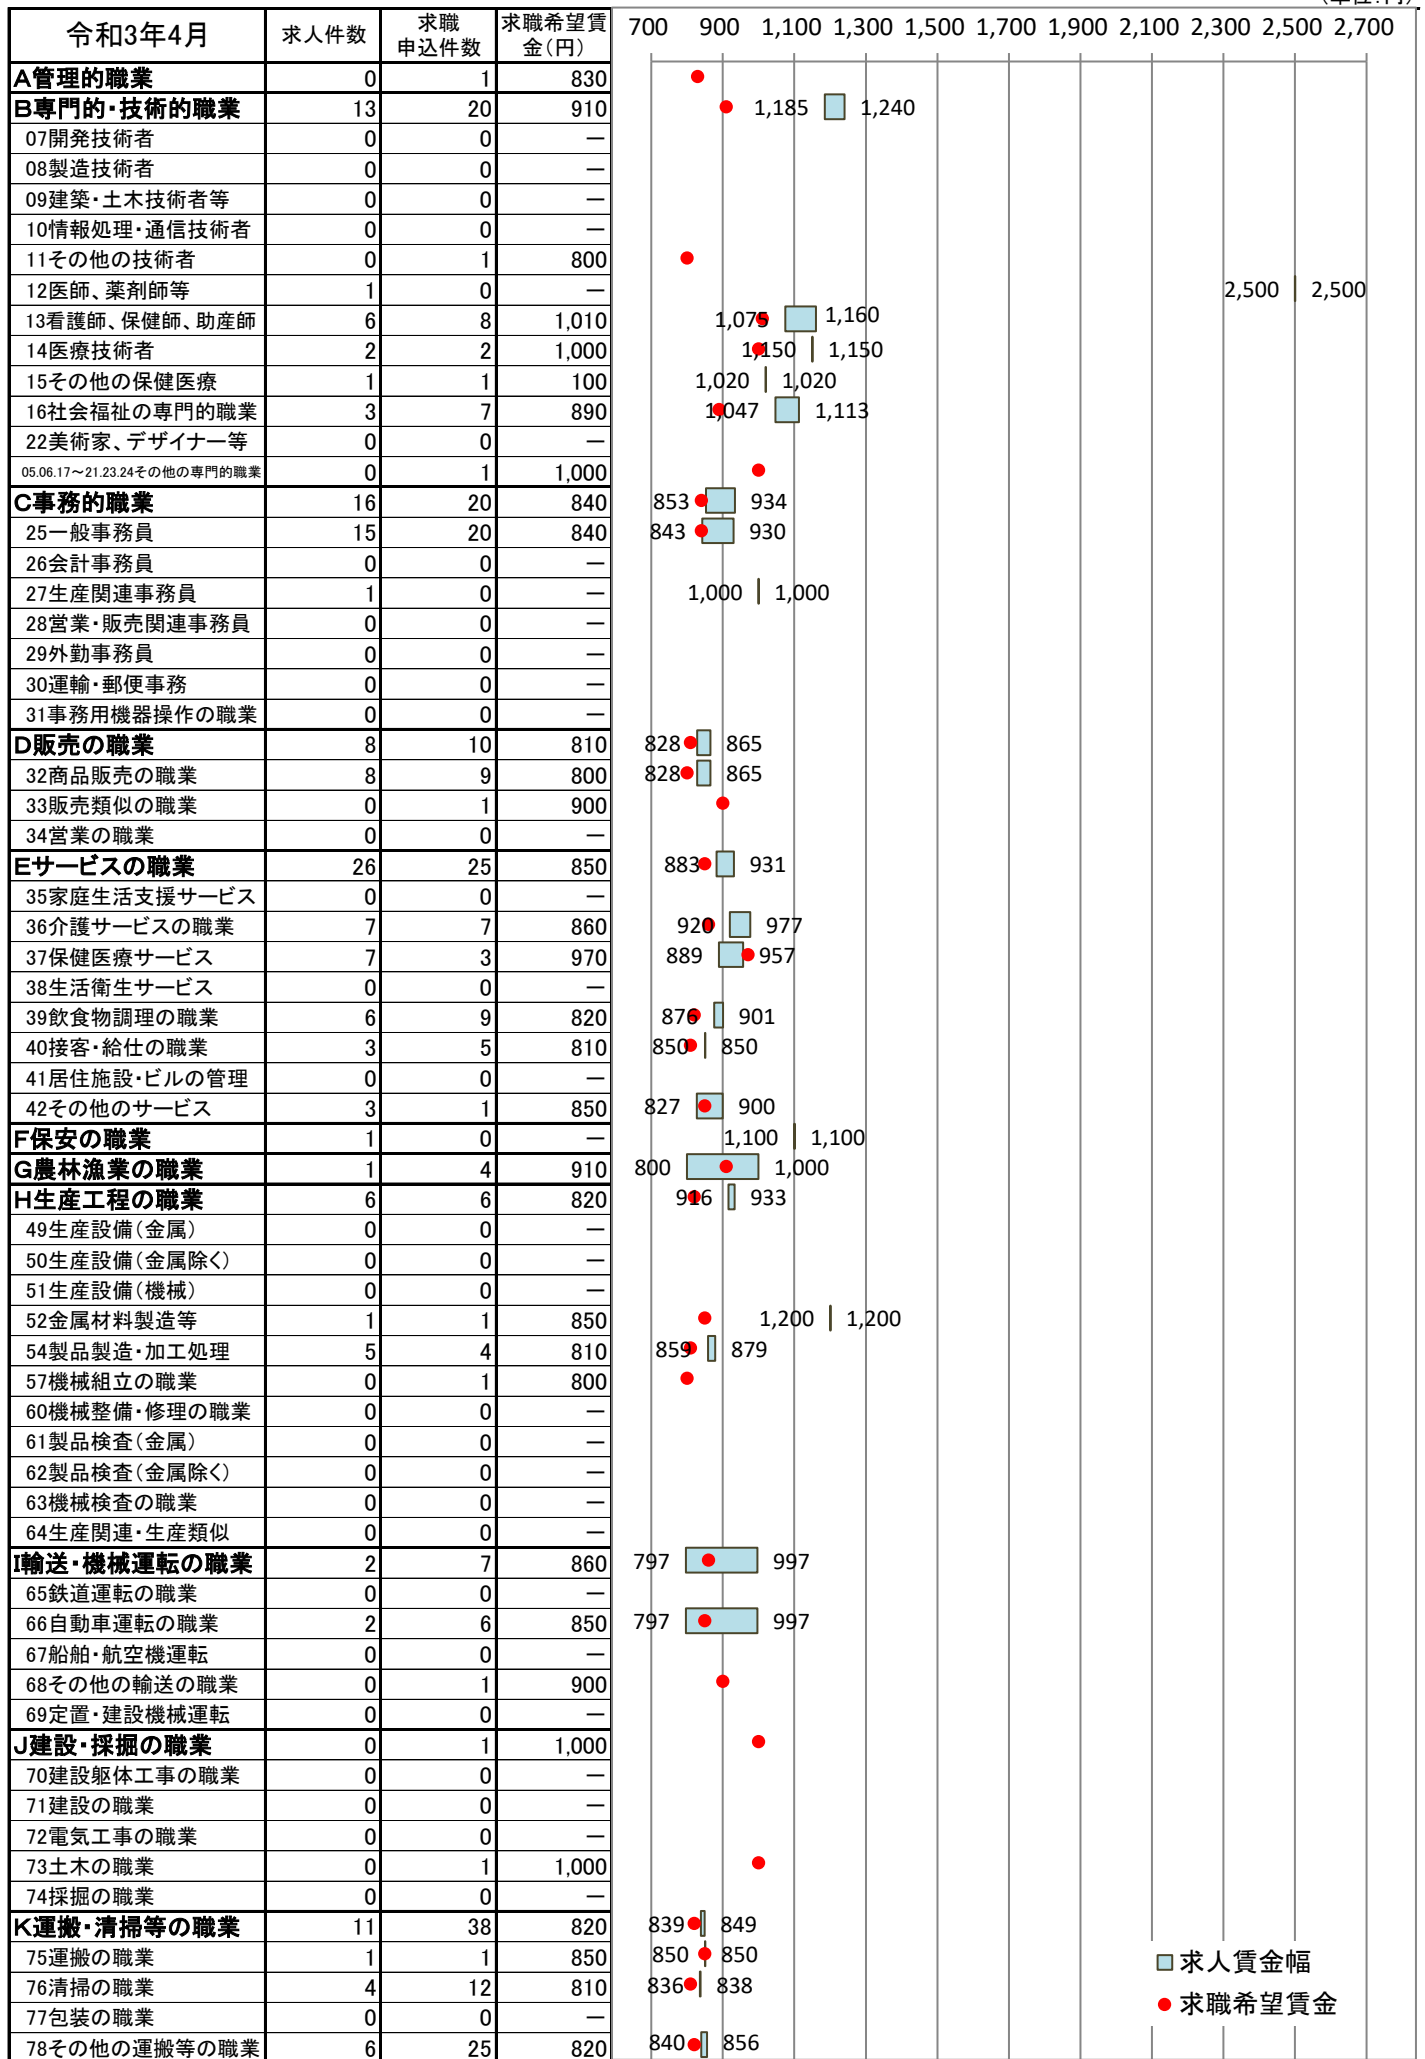 令和3年4月 求人件数 求職申込件数 求職希望賃金(円) 700 900 1,100 1,300 1,500 1,700 1,900 2,100 2,300 2,500 2,700
A管理的職業 0 1 830
B専門的・技術的職業 13 20 910 1,185 1,240
07開発技術者 0 0 ―
08製造技術者 0 0 ―
09建築・土木技術者等 0 0 ―
10情報処理・通信技術者 0 0 ―
11その他の技術者 0 1 800
12医師、薬剤師等 1 0 ― 2,500 2,500
13看護師、保健師、助産師 6 8 1,010 1,075 1,160
14医療技術者 2 2 1,000 1,150 1,150
15その他の保健医療 1 1 100 1,020 1,020
16社会福祉の専門的職業 3 7 890 1,047 1,113
22美術家、デザイナー等 0 0 ―
05.06.17～21.23.24その他の専門的職業 0 1 1,000
C事務的職業 16 20 840 853 934
25一般事務員 15 20 840 843 930
26会計事務員 0 0 ―
27生産関連事務員 1 0 ― 1,000 1,000
28営業・販売関連事務員 0 0 ―
29外勤事務員 0 0 ―
30運輸・郵便事務 0 0 ―
31事務用機器操作の職業 0 0 ―
D販売の職業 8 10 810 828 865
32商品販売の職業 8 9 800 828 865
33販売類似の職業 0 1 900
34営業の職業 0 0 ―
Eサービスの職業 26 25 850 883 931
35家庭生活支援サービス 0 0 ―
36介護サービスの職業 7 7 860 920 977
37保健医療サービス 7 3 970 889 957
38生活衛生サービス 0 0 ―
39飲食物調理の職業 6 9 820 876 901
40接客・給仕の職業 3 5 810 850 850
41居住施設・ビルの管理 0 0 ―
42その他のサービス 3 1 850 827 900
F保安の職業 1 0 ― 1,100 1,100
G農林漁業の職業 1 4 910 800 1,000
H生産工程の職業 6 6 820 916 933
49生産設備(金属) 0 0 ―
50生産設備(金属除く) 0 0 ―
51生産設備(機械) 0 0 ―
52金属材料製造等 1 1 850 1,200 1,200
54製品製造・加工処理 5 4 810 859 879
57機械組立の職業 0 1 800
60機械整備・修理の職業 0 0 ―
61製品検査(金属) 0 0 ―
62製品検査(金属除く) 0 0 ―
63機械検査の職業 0 0 ―
64生産関連・生産類似 0 0 ―
I輸送・機械運転の職業 2 7 860 797 997
65鉄道運転の職業 0 0 ―
66自動車運転の職業 2 6 850 797 997
67船舶・航空機運転 0 0 ―
68その他の輸送の職業 0 1 900
69定置・建設機械運転 0 0 ―
J建設・採掘の職業 0 1 1,000
70建設躯体工事の職業 0 0 ―
71建設の職業 0 0 ―
72電気工事の職業 0 0 ―
73土木の職業 0 1 1,000
74採掘の職業 0 0 ―
K運搬・清掃等の職業 11 38 820 839 849
75運搬の職業 1 1 850 850 850
76清掃の職業 4 12 810 836 838
77包装の職業 0 0 ―
78その他の運搬等の職業 6 25 820 840 856
求人賃金幅
求職希望賃金